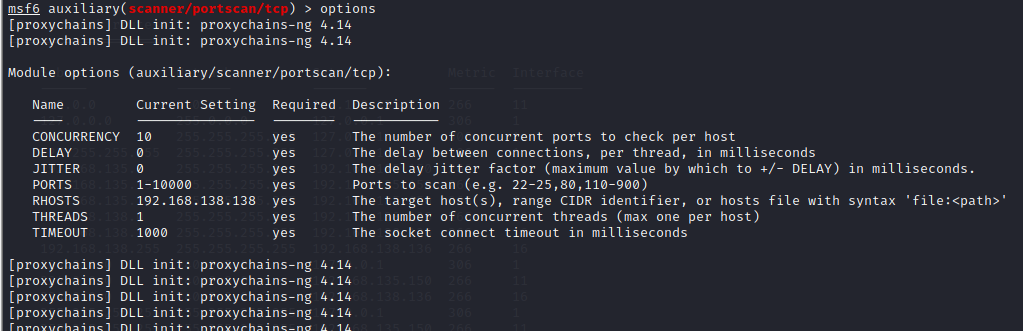 msf6 auxiliary(scanner/portscan/tcp) > options
[proxychains] DLL init: proxychains-ng 4.14
[proxychains] DLL init: proxychains-ng 4.14
Module options (auxiliary/scanner/portscan/tcp):
Name Current Setting Required Description
CONCURRENCY 10 yes The number of concurrent ports to check per host
DELAY 0 yes The delay between connections, per thread, in milliseconds
JITTER 0 yes The delay jitter factor (maximum value by which to +/- DELAY) in milliseconds.
PORTS 1-10000 yes Ports to scan (e.g. 22-25,80,110-900)
RHOSTS 192.168.138.138 yes The target host(s), range CIDR identifier, or hosts file with syntax 'file:<path>'
THREADS 1 yes The number of concurrent threads (max one per host)
TIMEOUT 1000 yes The socket connect timeout in milliseconds
[proxychains] DLL init: proxychains-ng 4.14
[proxychains] DLL init: proxychains-ng 4.14
[proxychains] DLL init: proxychains-ng 4.14
[proxychains] DLL init: proxychains-ng 4.14
[proxychains] DLL init: proxychains-ng 4.14